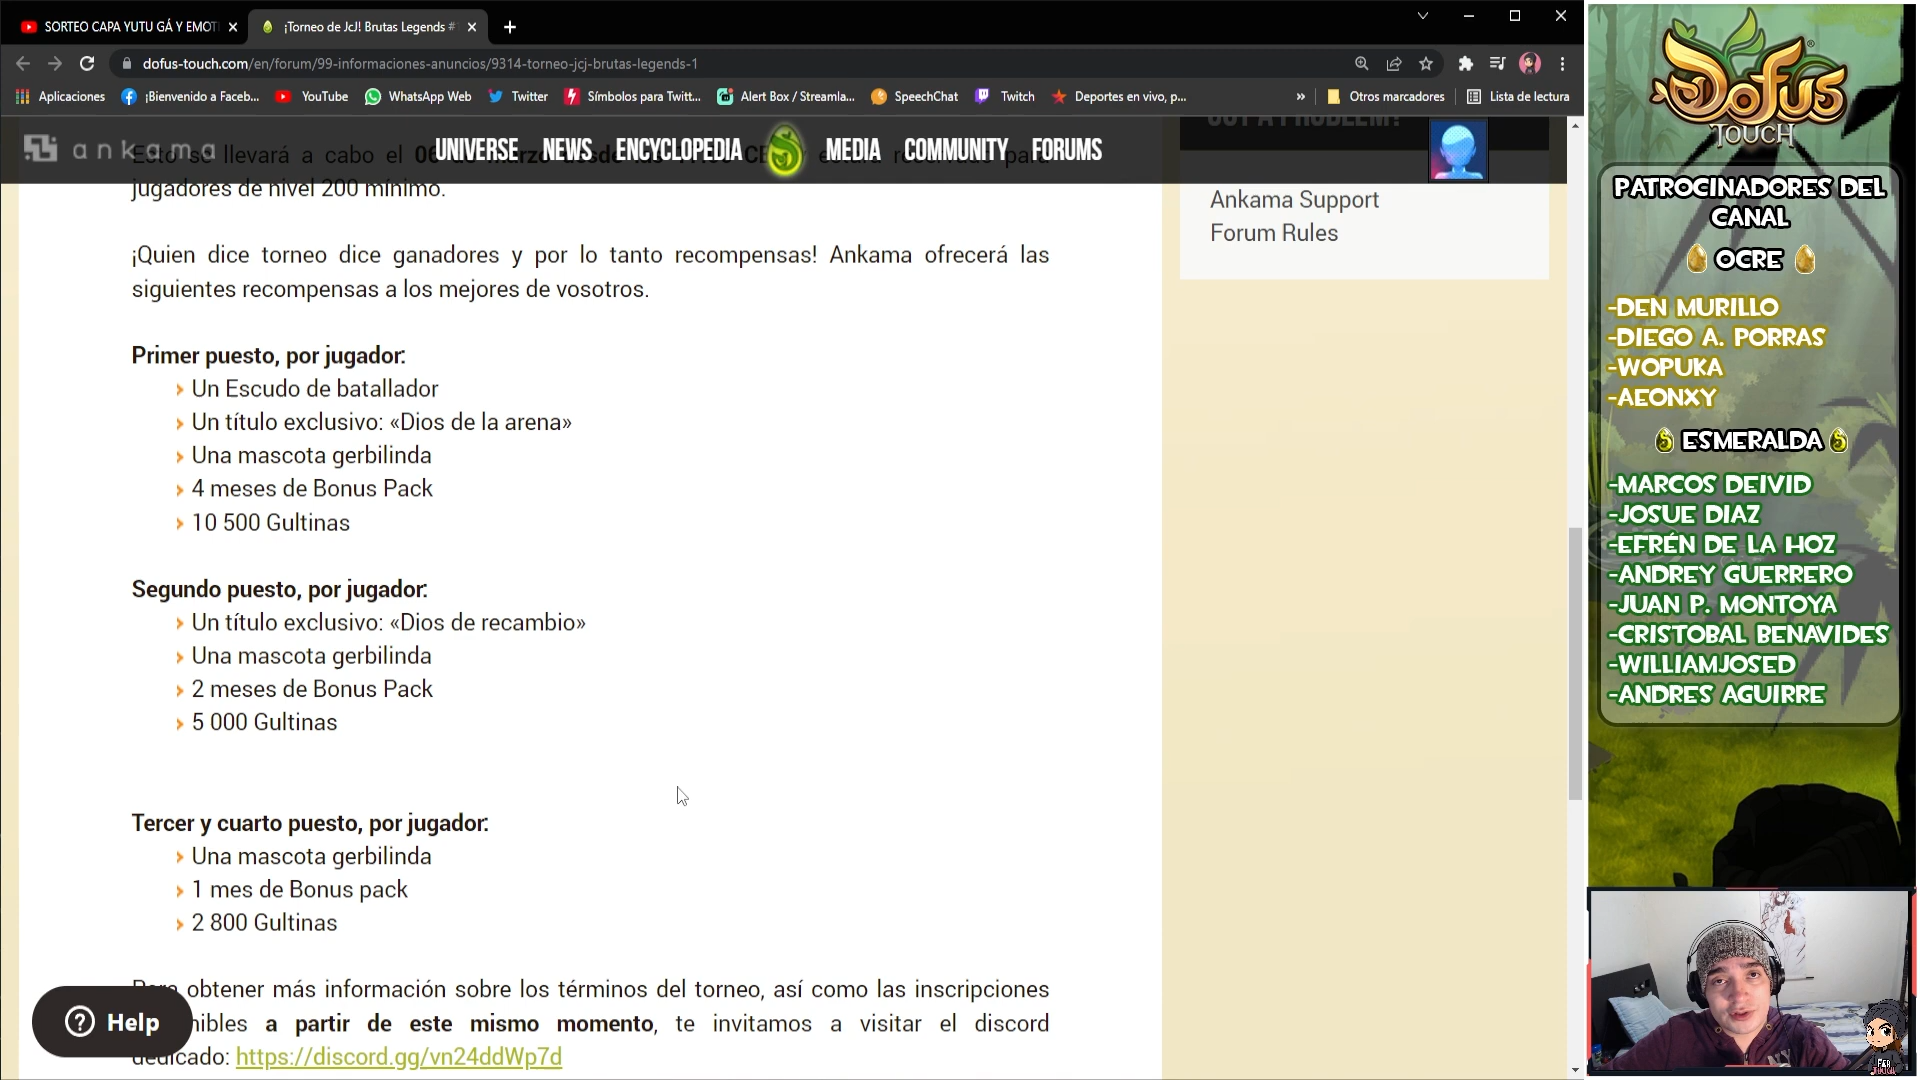 SORTEO CAPA YUTU GÁ Y EMOT
¡Torneo de JcJ! Brutas Legends #
dofus-touch.com/en/forum/99-informaciones-anuncios/9314-torneo-jcj-brutas-legends-1
Aplicaciones
¡Bienvenido a Faceb...
YouTube
WhatsApp Web
Twitter
Símbolos para Twitt...
Alert Box / Streamla...
SpeechChat
Twitch
Deportes en vivo, p...
»
Otros marcadores
Lista de lectura
ankama
UNIVERSE
NEWS
ENCYCLOPEDIA
MEDIA
COMMUNITY
FORUMS
llevará a cabo el
jugadores de nivel 200 mínimo.
¡Quien dice torneo dice ganadores y por lo tanto recompensas! Ankama ofrecerá las
siguientes recompensas a los mejores de vosotros.
Primer puesto, por jugador:
Un Escudo de batallador
Un título exclusivo: «Dios de la arena»
Una mascota gerbilinda
4 meses de Bonus Pack
10 500 Gultinas
Segundo puesto, por jugador:
Un título exclusivo: «Dios de recambio»
Una mascota gerbilinda
2 meses de Bonus Pack
5 000 Gultinas
Tercer y cuarto puesto, por jugador:
Una mascota gerbilinda
1 mes de Bonus pack
2 800 Gultinas
obtener más información sobre los términos del torneo, así como las inscripciones
a partir de este mismo momento, te invitamos a visitar el discord
dedicado: https://discord.gg/vn24ddWp7d
Help
GOT A PROBLEM?
Ankama Support
Forum Rules
DOFUS
TOUCH
PATROCINADORES DEL
CANAL
OCRE
-DEN MURILLO
-DIEGO A. PORRAS
-WOPUKA
-AEONXY
ESMERALDA
-MARCOS DEIVID
-JOSUE DIAZ
-EFRÉN DE LA HOZ
-ANDREY GUERRERO
-JUAN P. MONTOYA
-CRISTOBAL BENAVIDES
-WILLIAMJOSED
-ANDRES AGUIRRE